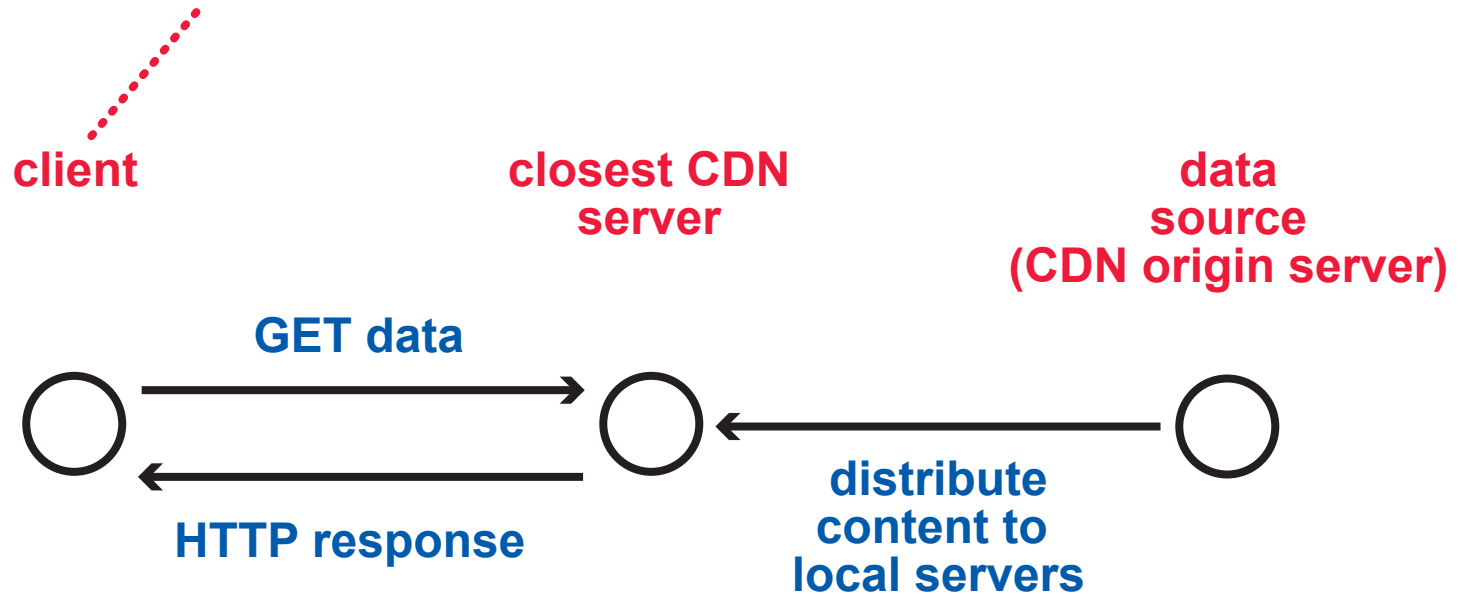 client
closest CDN
server
data
source
(CDN origin server)
GET data
HTTP response
distribute
content to
local servers